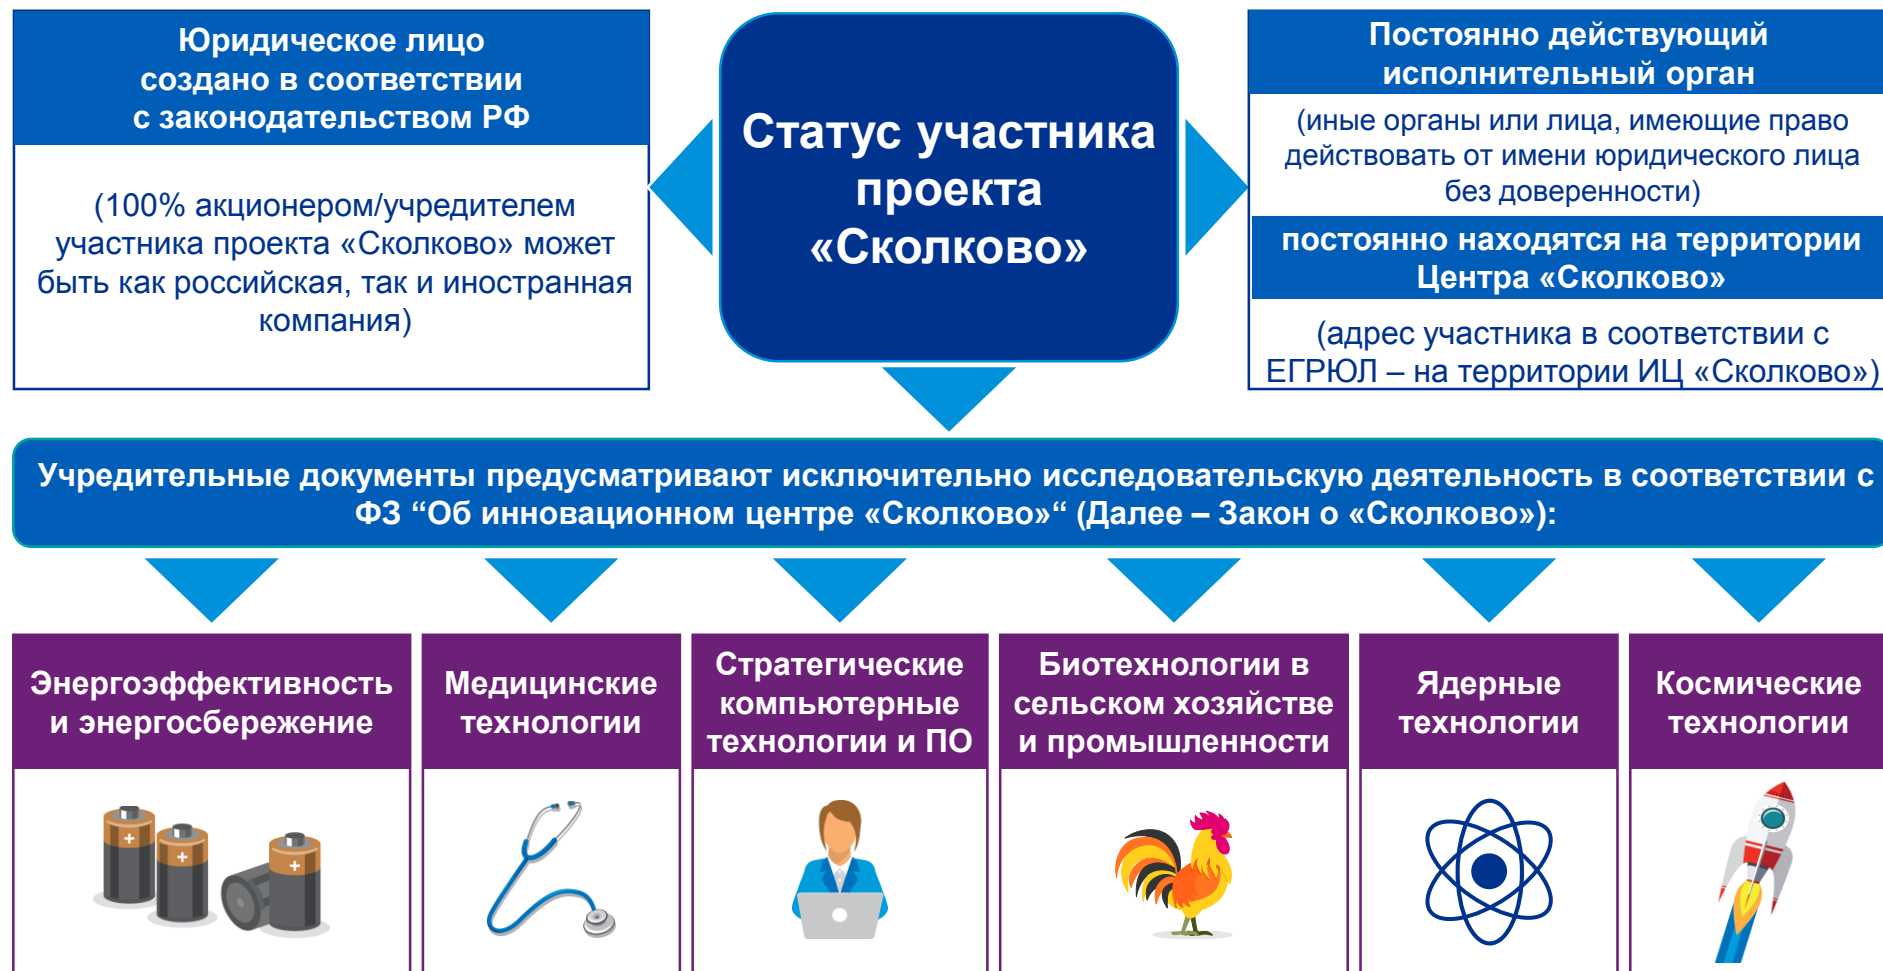 Юридическое лицо
создано в соответствии
с законодательством РФ
(100% акционером/учредителем
участника проекта «Сколково» может
быть как российская, так и иностранная
компания)
Статус участника
проекта
«Сколково»
Постоянно действующий
исполнительный орган
(иные органы или лица, имеющие право
действовать от имени юридического лица
без доверенности)
постоянно находятся на территории
Центра «Сколково»
(адрес участника в соответствии с
ЕГРЮЛ – на территории ИЦ «Сколково»)
Учредительные документы предусматривают исключительно исследовательскую деятельность в соответствии с
ФЗ “Об инновационном центре «Сколково»“ (Далее – Закон о «Сколково»):
Энергоэффективность
и энергосбережение
Медицинские
технологии
Стратегические
компьютерные
технологии и ПО
Биотехнологии в
сельском хозяйстве
и промышленности
Ядерные
технологии
Космические
технологии